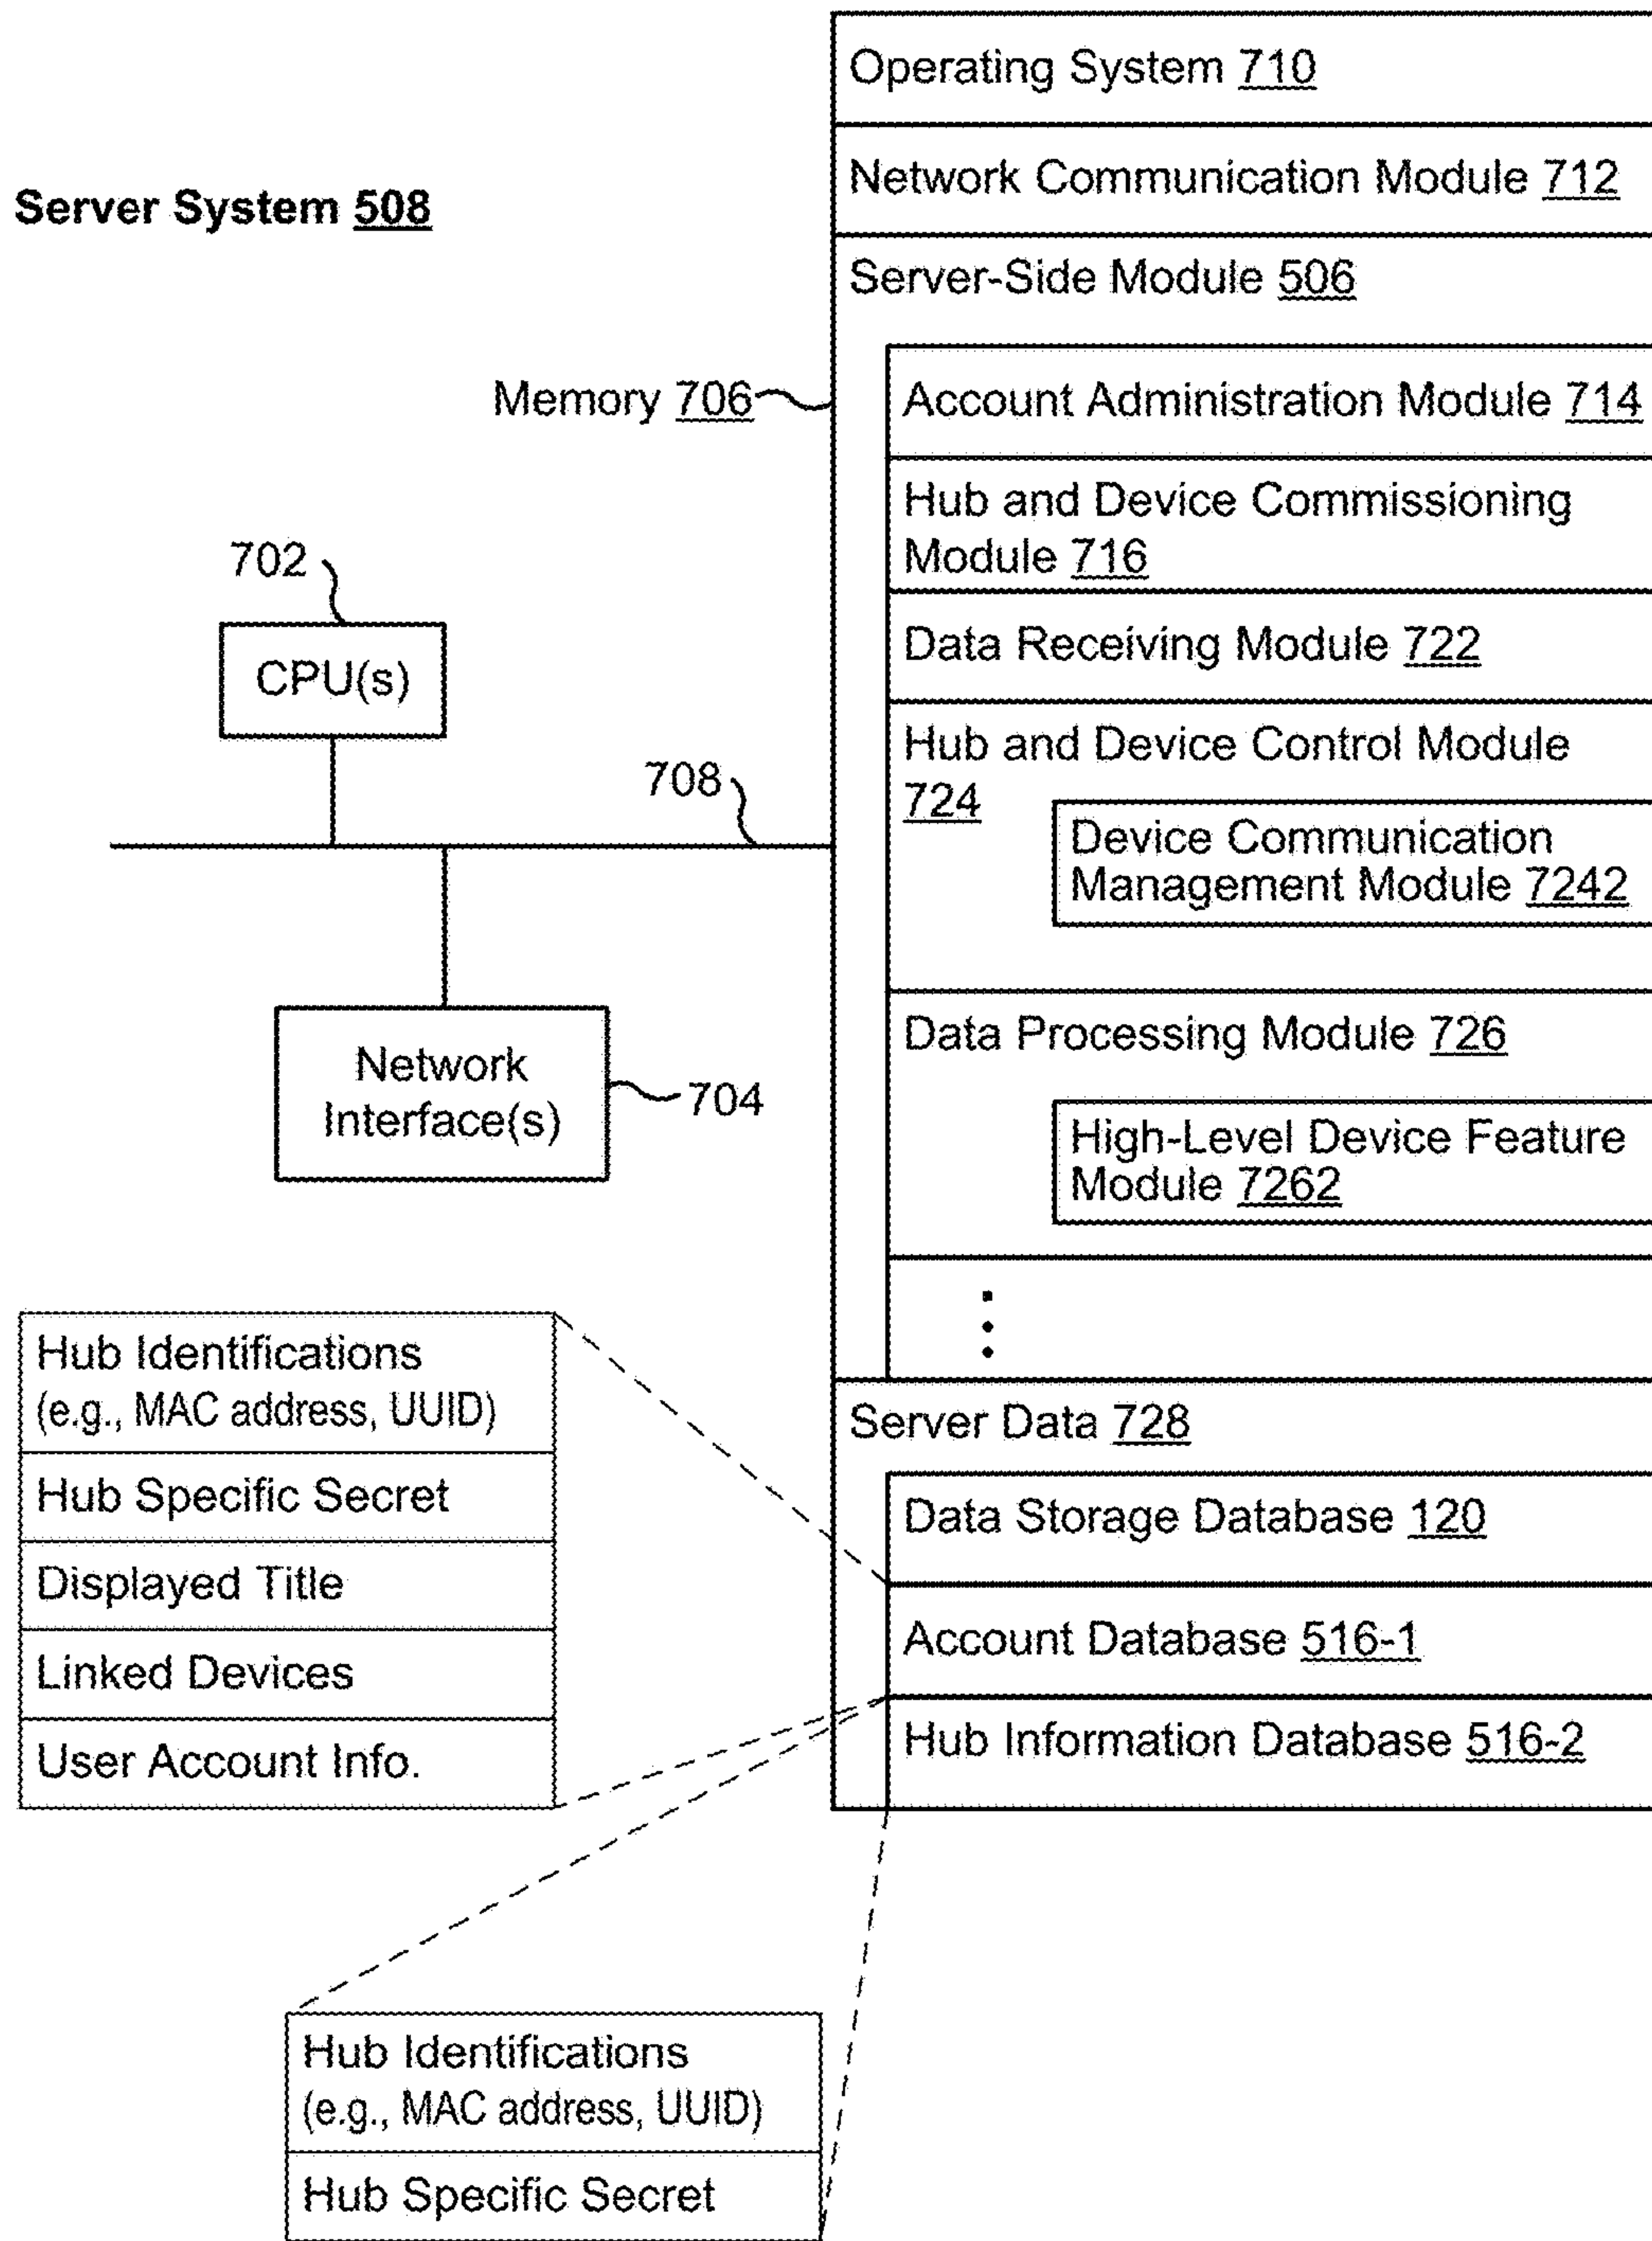 Server System 508
Operating System 710
Network Communication Module 712
Server-Side Module 506
Memory 706
Account Administration Module 714
Hub and Device Commissioning
Module 716
Data Receiving Module 722
Hub and Device Control Module
724
Device Communication
Management Module 7242
Data Processing Module 726
High-Level Device Feature
Module 7262
702
CPU(s)
708
Network
Interface(s)
704
Server Data 728
Data Storage Database 120
Account Database 516-1
Hub Information Database 516-2
Hub Identifications
(e.g., MAC address, UUID)
Hub Specific Secret
Displayed Title
Linked Devices
User Account Info.
Hub Identifications
(e.g., MAC address, UUID)
Hub Specific Secret